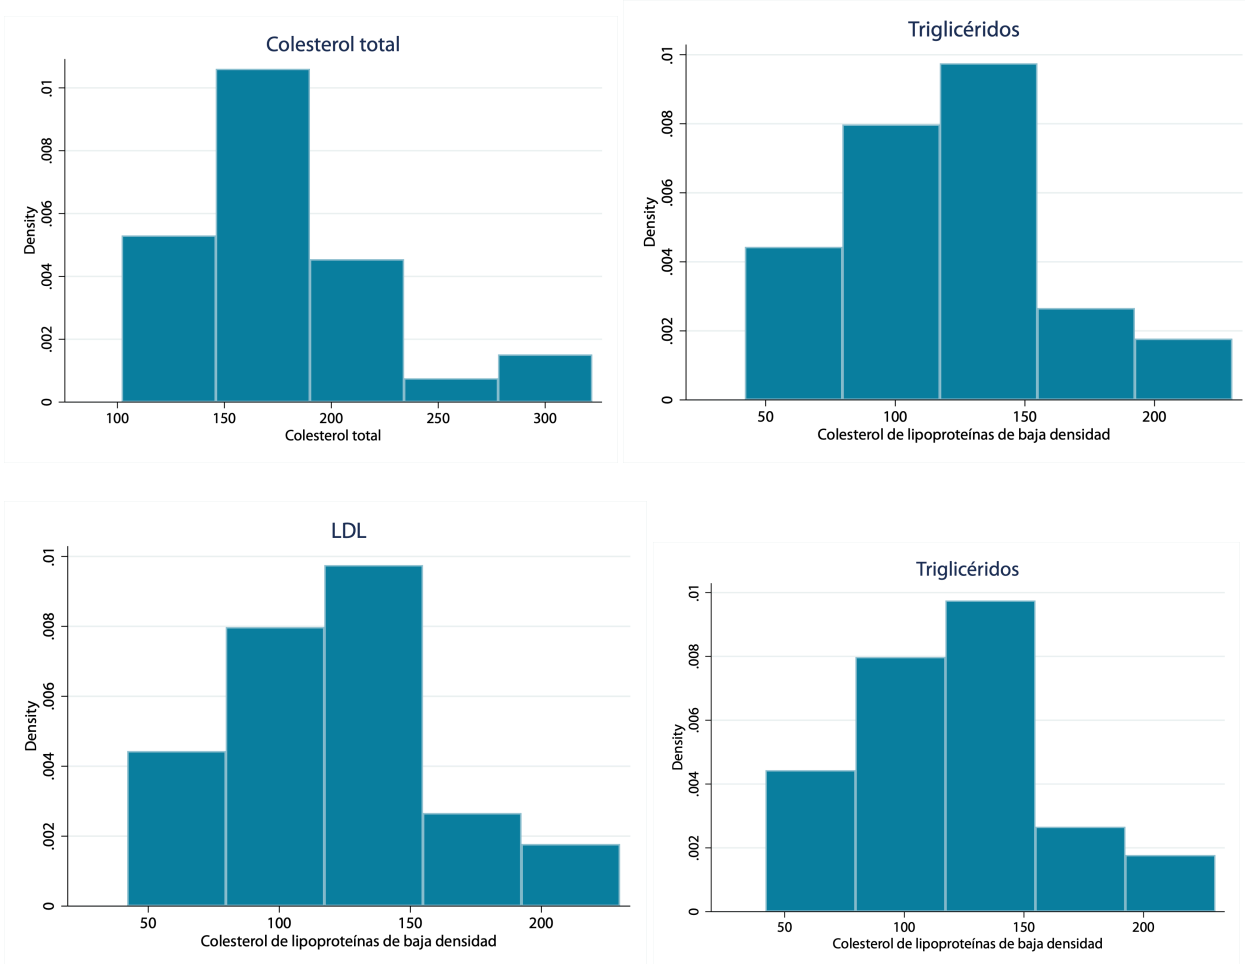 Colesterol total
Density
0
.002
.004
.006
.008
.01
100 150 200 250 300
Colesterol total
Triglicéridos
Density
0
.002
.004
.006
.008
.01
50 100 150 200
Colesterol de lipoproteínas de baja densidad
LDL
Density
0
.002
.004
.006
.008
.01
50 100 150 200
Colesterol de lipoproteínas de baja densidad
Triglicéridos
Density
0
.002
.004
.006
.008
.01
50 100 150 200
Colesterol de lipoproteínas de baja densidad